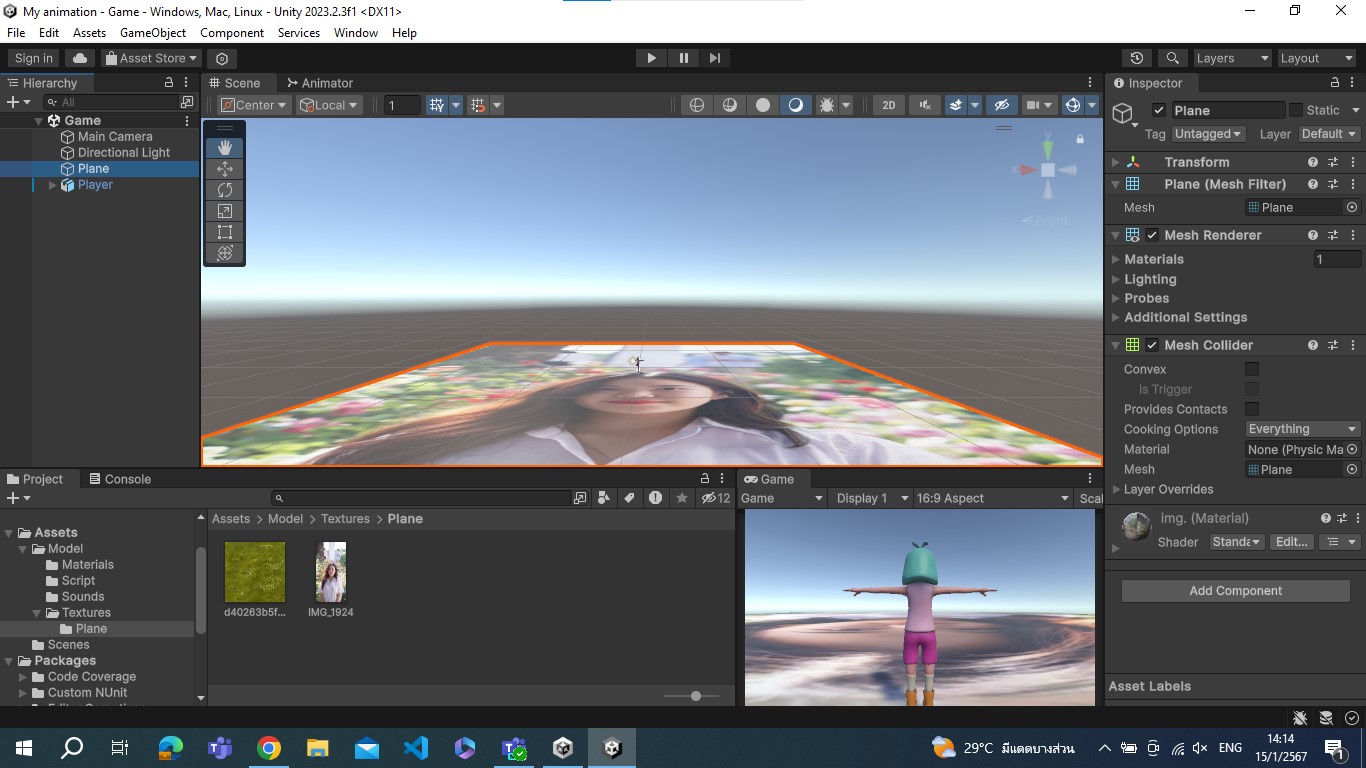 My animation - Game - Windows, Mac, Linux - Unity 2023.2.3f1 <DX11>
File Edit Assets GameObject Component Services Window Help
Sign in Asset Store Layers Layout
Hierarchy Scene Animator Inspector
All Center Local 1 2D Plane Static
Game
Main Camera Tag Untagged Layer Default
Directional Light
Plane Transform
Player Plane (Mesh Filter)
Mesh Plane
Front
Mesh Renderer
Materials 1
Lighting
Probes
Additional Settings
Mesh Collider
Convex
Is Trigger
Provides Contacts
Cooking Options Everything
Material None (Physic Ma
Mesh Plane
Layer Overrides
img. (Material)
Shader Standa Edit...
Add Component
Asset Labels
Project Console Game
12 Game Display 1 16:9 Aspect Scal
Assets > Model > Textures > Plane
Assets
Model
Materials
Script
Sounds
Textures
Plane
Scenes
Packages
Code Coverage
Custom NUnit
d40263b5f... IMG_1924
29°C มีแดดบางส่วน ENG 14:14
15/1/2567 1